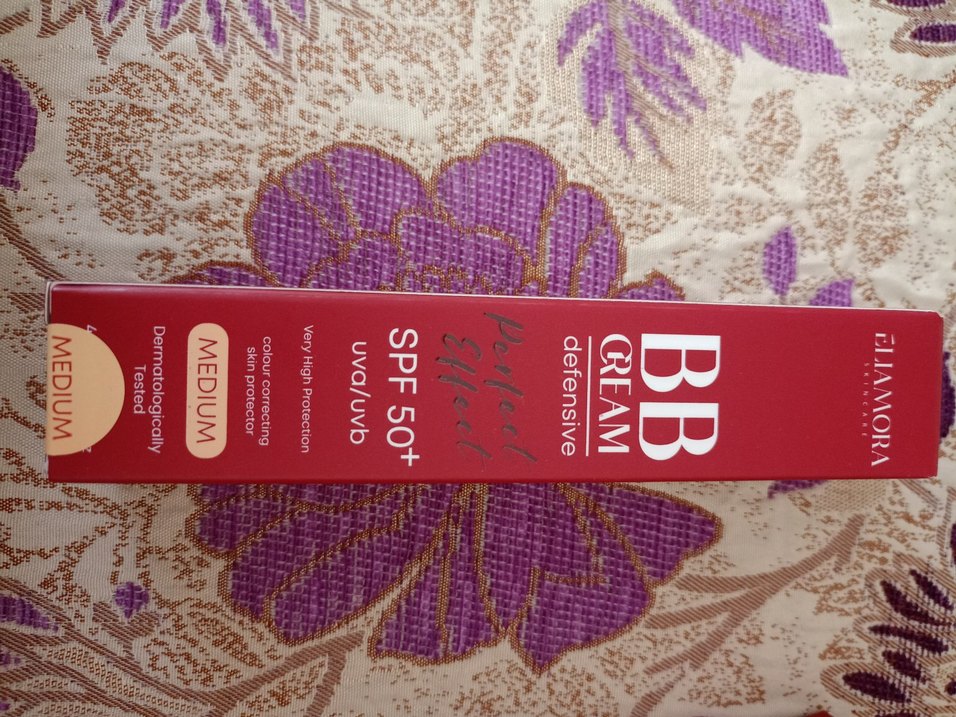 ELIAMORA
SKINCARE
BB
CREAM
defensive
Perfect
Effect
SPF 50+
uva/uvb
Very High Protection
colour correcting
skin protector
MEDIUM
Dermatologically
Tested
MEDIUM